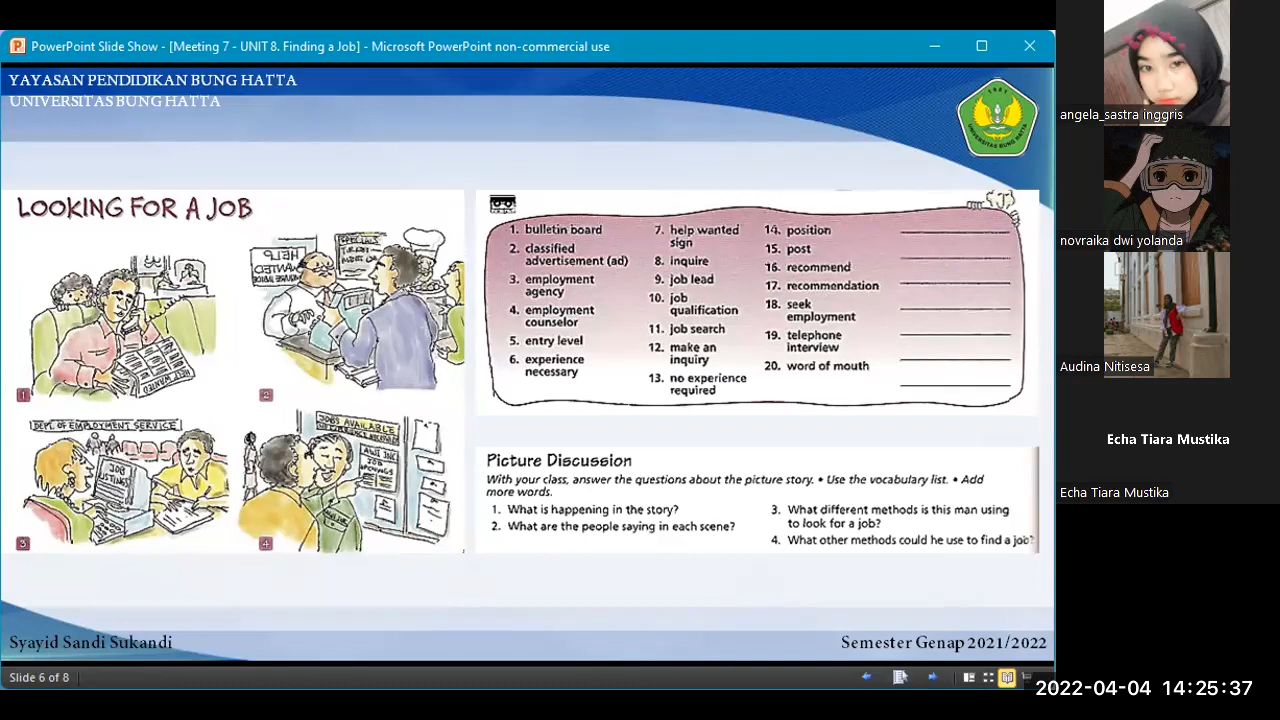 PowerPoint Slide Show - [Meeting 7 - UNIT 8. Finding a Job] - Microsoft PowerPoint non-commercial use
YAYASAN PENDIDIKAN BUNG HATTA
UNIVERSITAS BUNG HATTA
LOOKING FOR A JOB
HELP
WANTED
SPECIALS
1
2
DEPT. OF EMPLOYMENT SERVICE
JOB
LISTINGS
JOBS AVAILABLE
JOB
OPENINGS
3
4
1. bulletin board
2. classified
advertisement (ad)
3. employment
agency
4. employment
counselor
5. entry level
6. experience
necessary
7. help wanted
sign
8. inquire
9. job lead
10. job
qualification
11. job search
12. make an
inquiry
13. no experience
required
14. position
15. post
16. recommend
17. recommendation
18. seek
employment
19. telephone
interview
20. word of mouth
Picture Discussion
With your class, answer the questions about the picture story. • Use the vocabulary list. • Add
more words.
1. What is happening in the story?
2. What are the people saying in each scene?
3. What different methods is this man using
to look for a job?
4. What other methods could he use to find a job?
Syayid Sandi Sukandi
Semester Genap 2021/2022
Slide 6 of 8
angela_sastra inggris
novraika dwi yolanda
Audina Nitisesa
Echa Tiara Mustika
Echa Tiara Mustika
2022-04-04 14:25:37